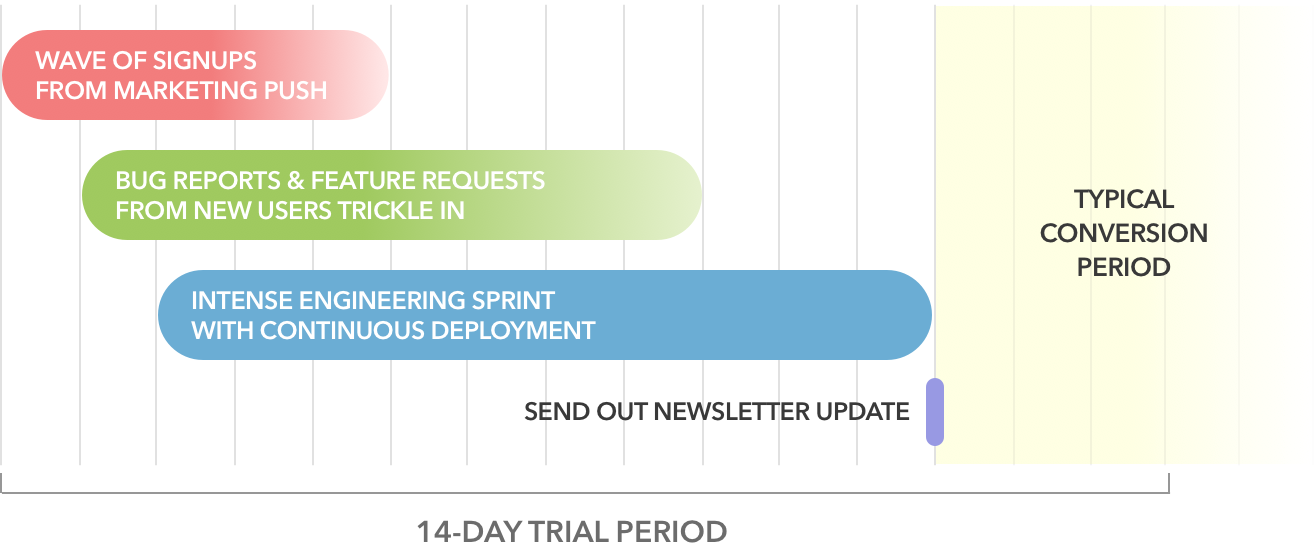 WAVE OF SIGNUPS
FROM MARKETING PUSH
BUG REPORTS & FEATURE REQUESTS
FROM NEW USERS TRICKLE IN
TYPICAL
CONVERSION
PERIOD
INTENSE ENGINEERING SPRINT
WITH CONTINUOUS DEPLOYMENT
SEND OUT NEWSLETTER UPDATE
14-DAY TRIAL PERIOD